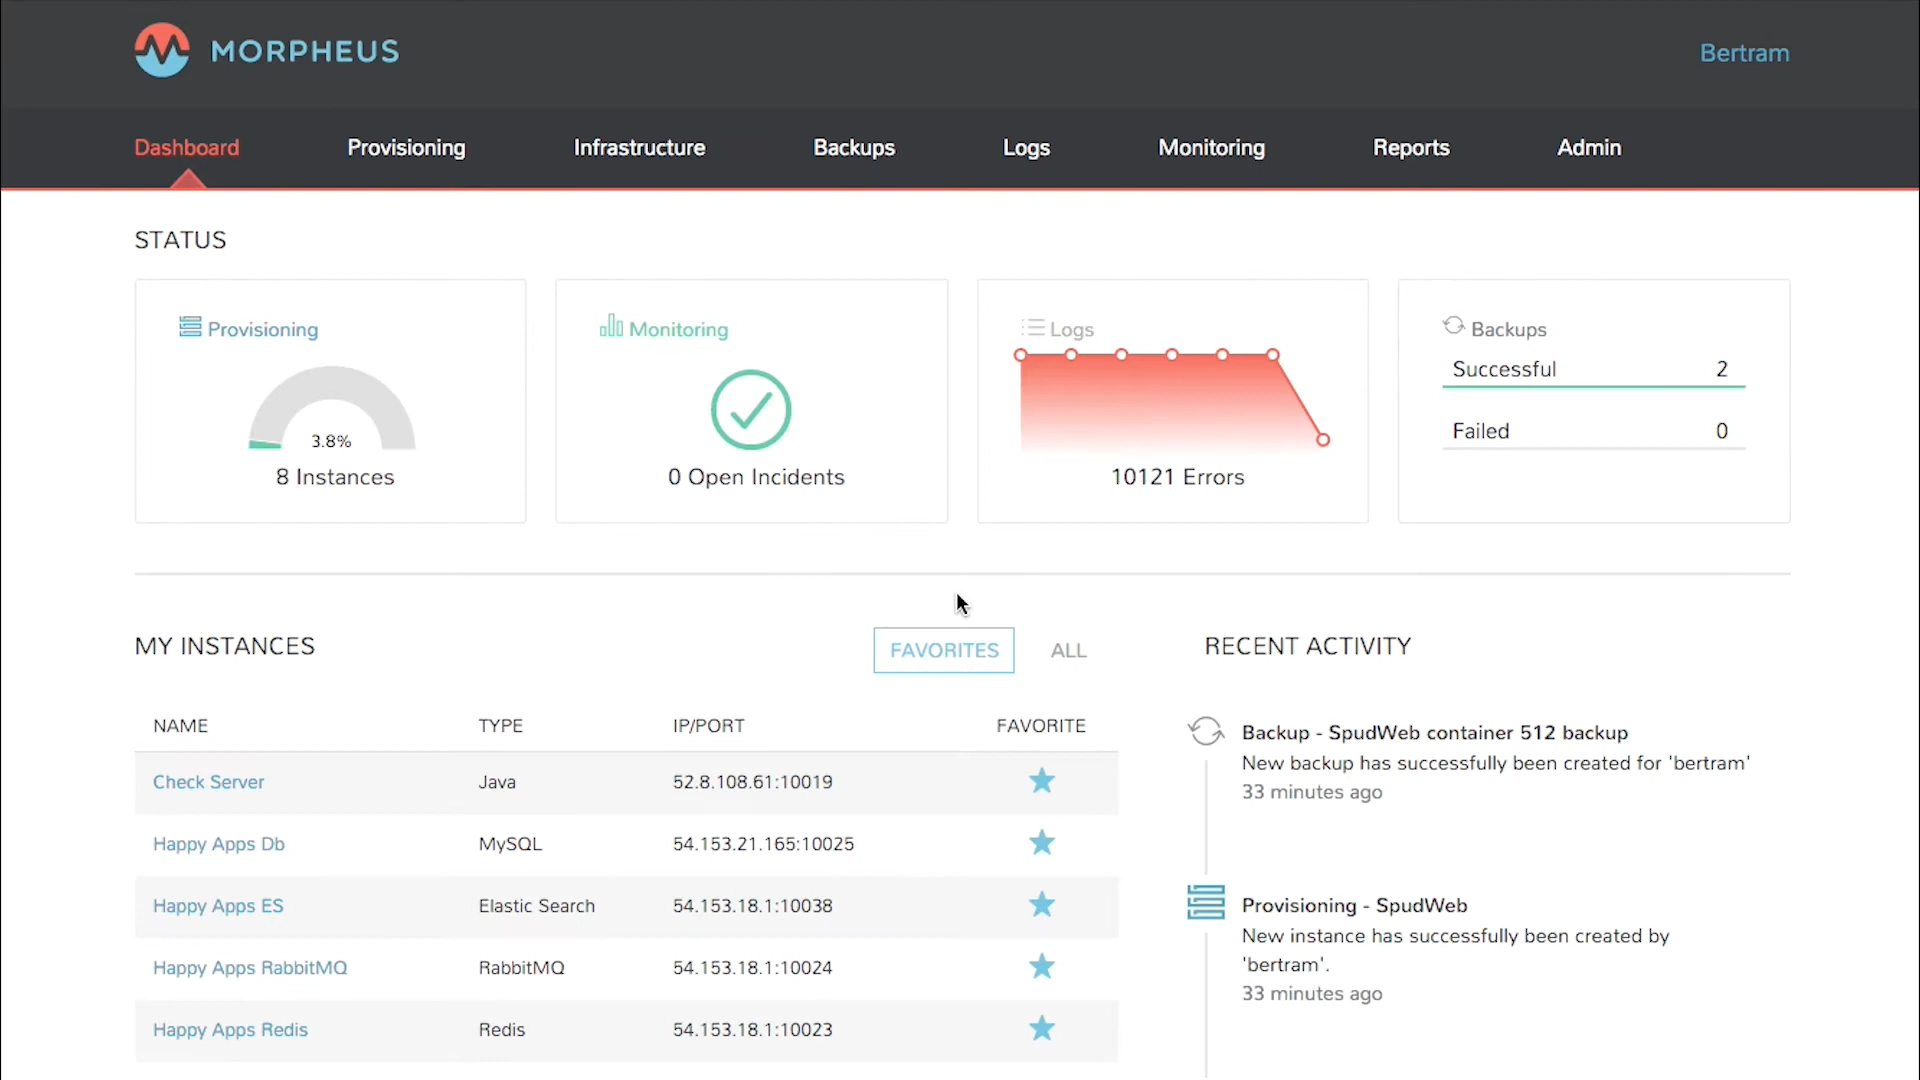 MORPHEUS
Bertram
Dashboard Provisioning Infrastructure Backups Logs Monitoring Reports Admin
STATUS
Provisioning
3.8%
8 Instances
Monitoring
0 Open Incidents
Logs
10121 Errors
Backups
Successful 2
Failed 0
MY INSTANCES
FAVORITES ALL
NAME TYPE IP/PORT FAVORITE
Check Server Java 52.8.108.61:10019
Happy Apps Db MySQL 54.153.21.165:10025
Happy Apps ES Elastic Search 54.153.18.1:10038
Happy Apps RabbitMQ RabbitMQ 54.153.18.1:10024
Happy Apps Redis Redis 54.153.18.1:10023
RECENT ACTIVITY
Backup - SpudWeb container 512 backup
New backup has successfully been created for 'bertram'
33 minutes ago
Provisioning - SpudWeb
New instance has successfully been created by
'bertram'.
33 minutes ago